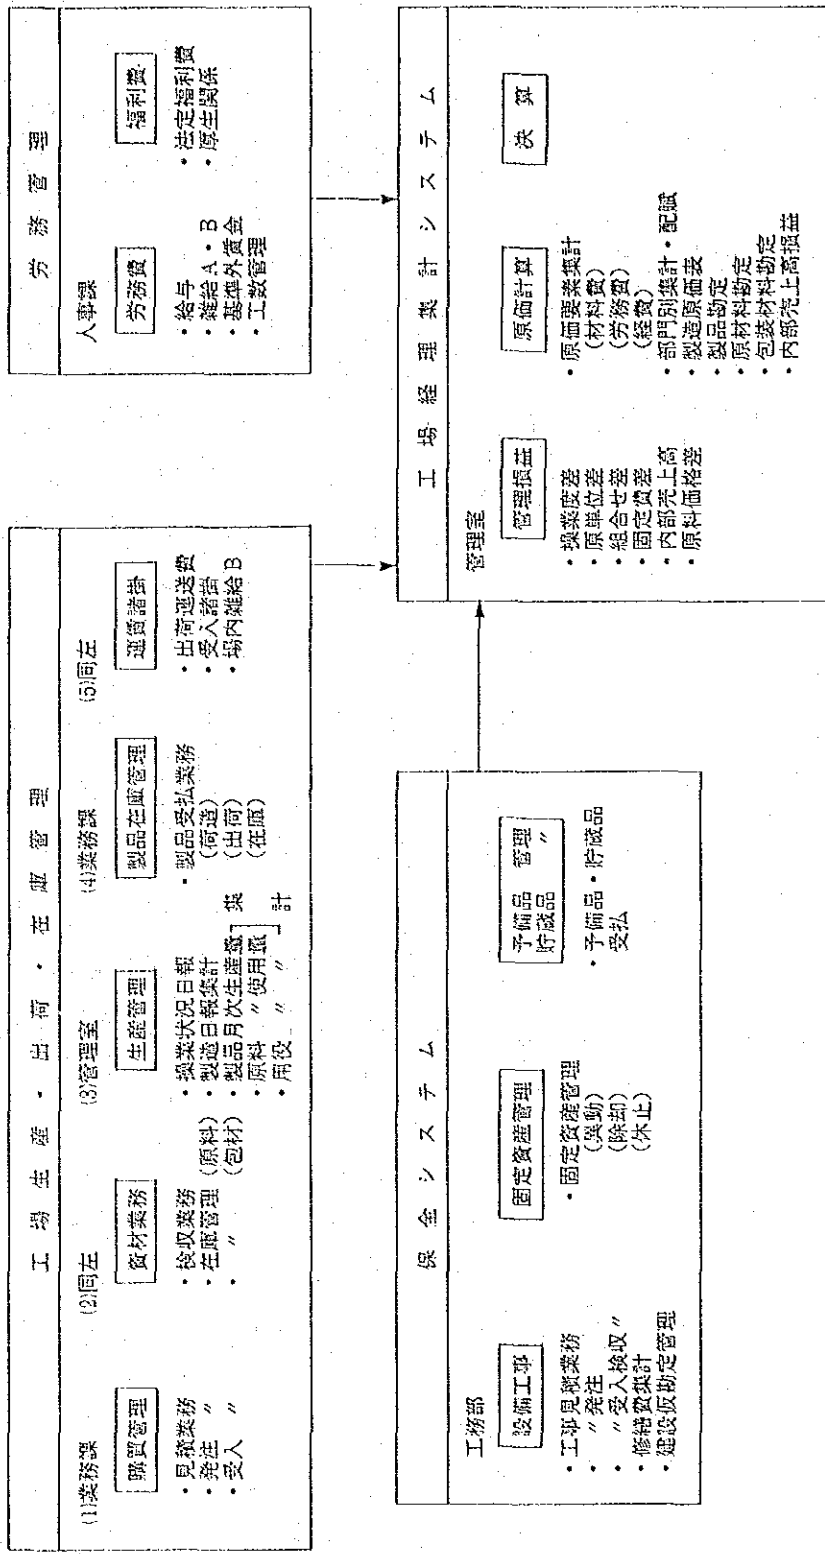 工場生産・出荷・在庫管理
(1)業務課
購買管理
・見積業務
・発注 〃
・受入 〃
(2)同左
資材業務
・検収業務
・在庫管理(原料)
・ 〃 (包材)
(3)管理室
生産管理
・操業状況日報
・製造日報集計
・製品月次生産量
・原料 〃 使用量
・用役 〃 〃
集計
(4)業務課
製品在庫管理
・製品受払業務
(荷造)
(出荷)
(在庫)
(5)同左
運賃諸掛
・出荷運送費
・受入諸掛
・場内雑給B
労務管理
人事課
労務費
・給与
・雑給A・B
・基準外賃金
・工数管理
福利費
・法定福利費
・厚生関係
保全システム
工務部
設備工事
・工事見積業務
・ 〃 発注
・ 〃 受入検収 〃
・修繕費集計
・建設仮勘定管理
固定資産管理
・固定資産管理
(異動)
(除却)
(休止)
予備品 管理
貯蔵品 〃
・予備品・貯蔵品
受払
工場経理集計システム
管理室
管理損益
・操業度差
・原単位差
・組合せ差
・固定費差
・内部売上高
・原料価格差
原価計算
・原価要素集計
(材料費)
(労務費)
(経費)
・部門別集計・配賦
・製造原価表
・製品勘定
・原材料勘定
・包装材料勘定
・内部売上高損益
決算